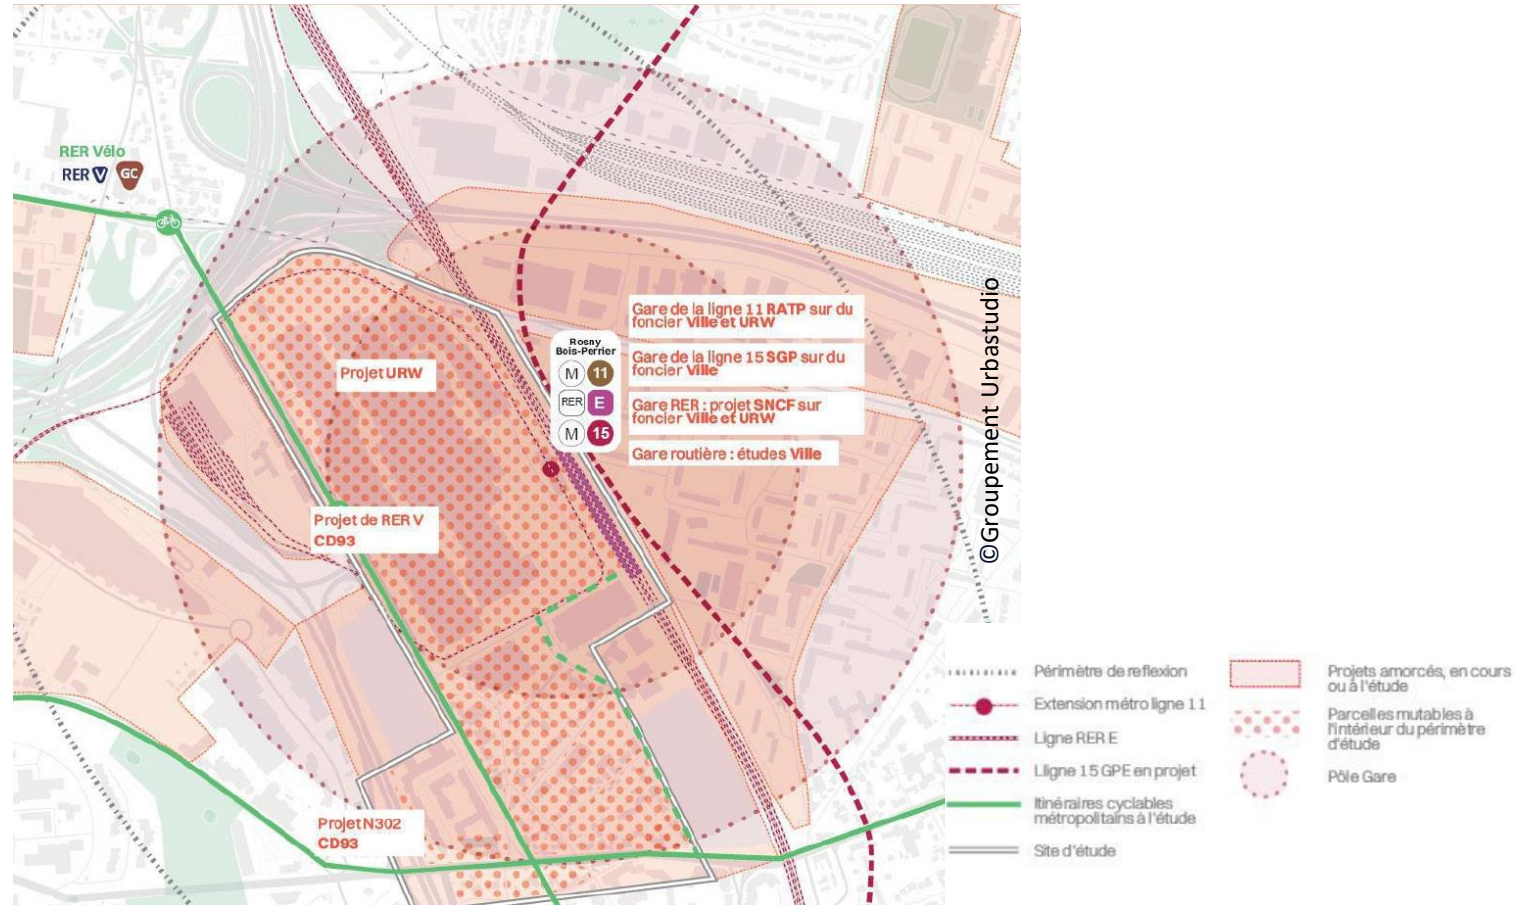 RER Vélo
RER V GC
Projet URW
Rosny
Bois-Perrier
M 11
RER E
M 15
Gare de la ligne 11 RATP sur du
foncier Ville et URW
Gare de la ligne 15 SGP sur du
foncier Ville
Gare RER : projet SNCF sur
foncier Ville et URW
Gare routière : études Ville
Projet de RER V
CD93
Projet N302
CD93
©Groupement Urbastudio
Périmètre de reflexion
Extension métro ligne 11
Ligne RER E
Lligne 15 GPE en projet
Itinéraires cyclables
métropolitains à l'étude
Site d'étude
Projets amorcés, en cours
ou à l'étude
Parcelles mutables à
l'intérieur du périmètre
d'étude
Pôle Gare